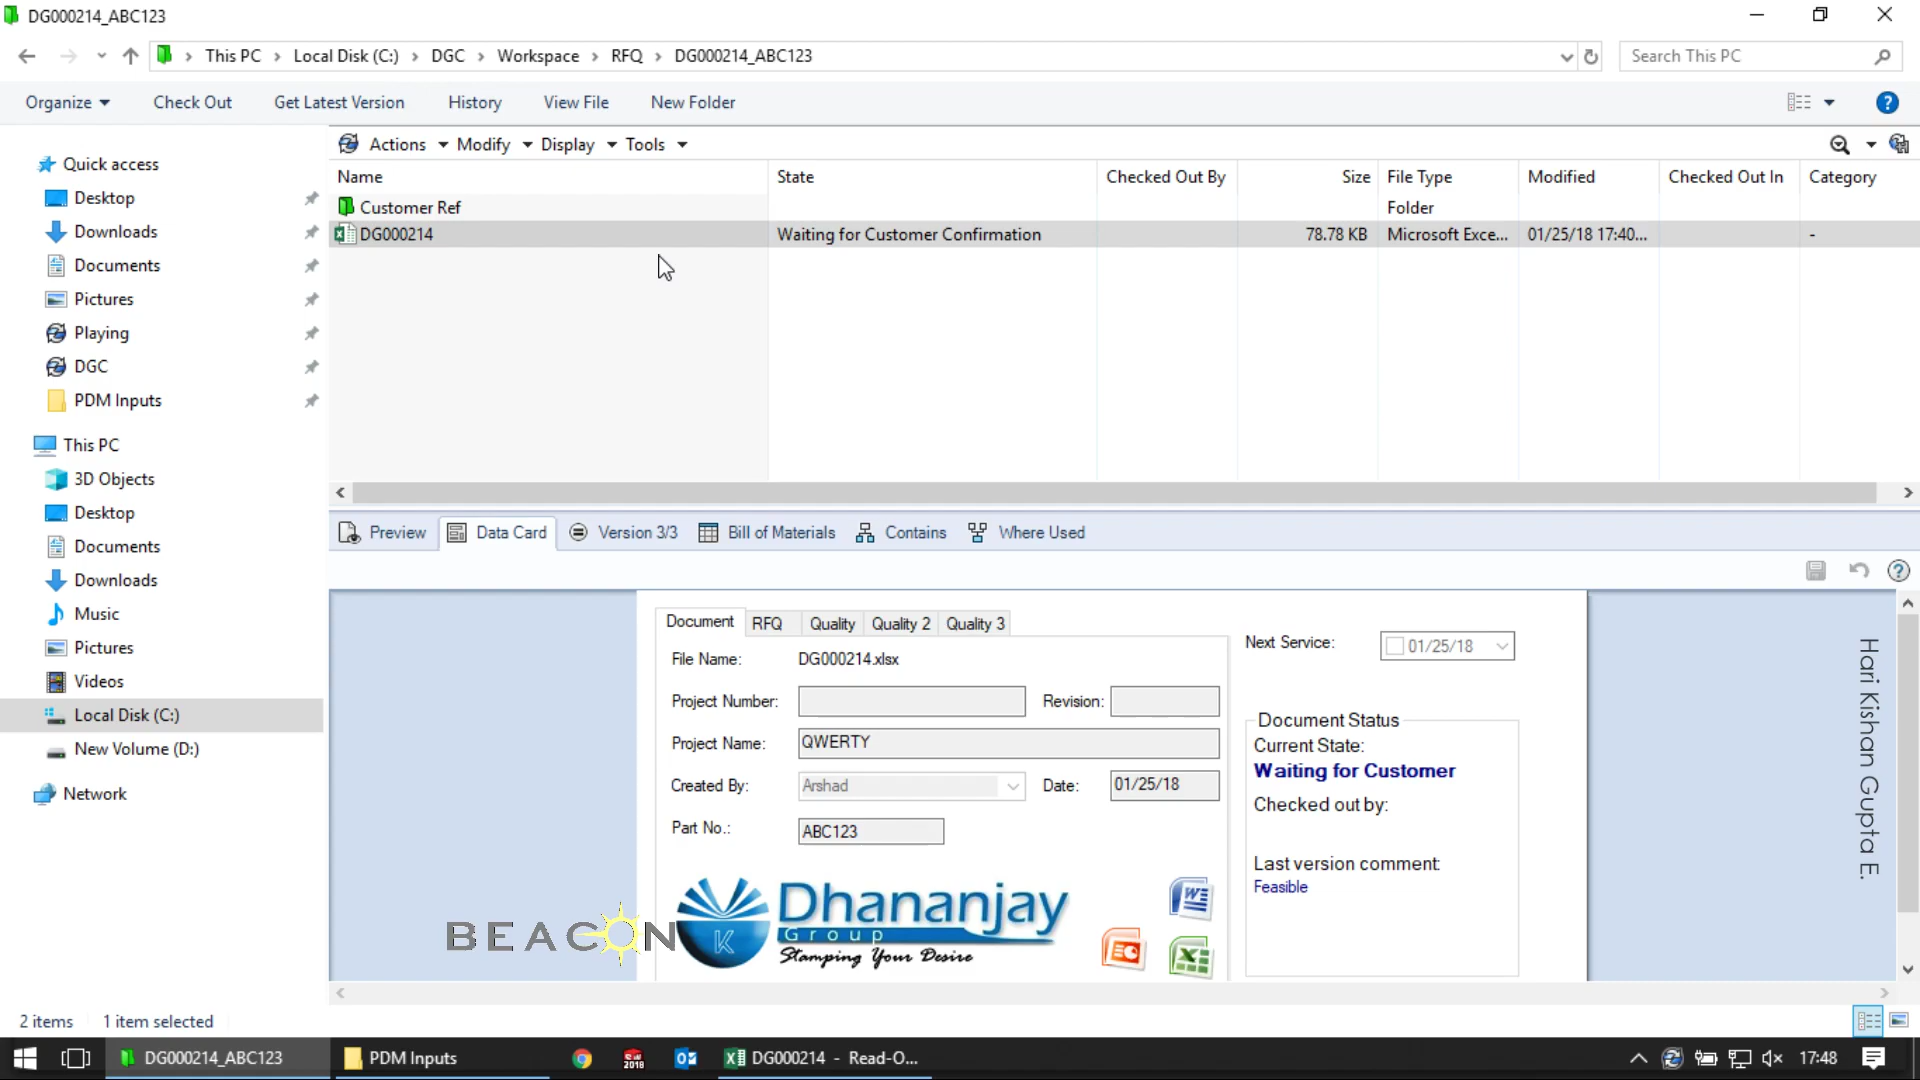 DG000214_ABC123
This PC > Local Disk (C:) > DGC > Workspace > RFQ > DG000214_ABC123
Search This PC
Organize Check Out Get Latest Version History View File New Folder
Actions Modify Display Tools
Name State Checked Out By Size File Type Modified Checked Out In Category
Customer Ref Folder
DG000214 Waiting for Customer Confirmation 78.78 KB Microsoft Exce... 01/25/18 17:40... -
Quick access
Desktop
Downloads
Documents
Pictures
Playing
DGC
PDM Inputs
This PC
3D Objects
Desktop
Documents
Downloads
Music
Pictures
Videos
Local Disk (C:)
New Volume (D:)
Network
Preview Data Card Version 3/3 Bill of Materials Contains Where Used
Document RFQ Quality Quality 2 Quality 3
File Name: DG000214.xlsx
Project Number: Revision:
Project Name: QWERTY
Created By: Arshad Date: 01/25/18
Part No.: ABC123
Next Service: 01/25/18
Document Status
Current State:
Waiting for Customer
Checked out by:
Last version comment:
Feasible
Hari Kishan Gupta E.
BEACON
K
Dhananjay
Group
Stamping Your Desire
2 items 1 item selected
DG000214_ABC123 PDM Inputs SW 2018 DG000214 - Read-O... 17:48